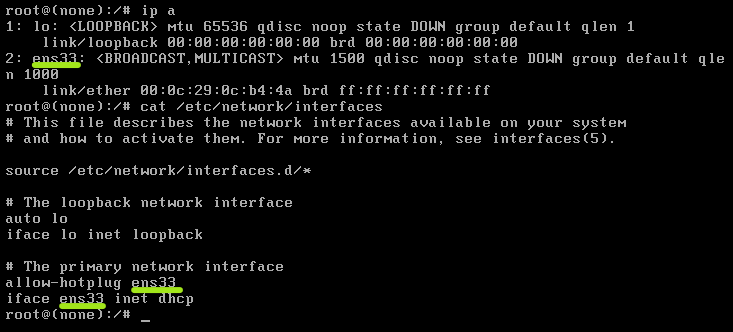 root@(none):/# ip a
1: lo: <LOOPBACK> mtu 65536 qdisc noop state DOWN group default qlen 1
    link/loopback 00:00:00:00:00:00 brd 00:00:00:00:00:00
2: ens33: <BROADCAST,MULTICAST> mtu 1500 qdisc noop state DOWN group default qle
n 1000
    link/ether 00:0c:29:0c:b4:4a brd ff:ff:ff:ff:ff:ff
root@(none):/# cat /etc/network/interfaces
# This file describes the network interfaces available on your system
# and how to activate them. For more information, see interfaces(5).

source /etc/network/interfaces.d/*

# The loopback network interface
auto lo
iface lo inet loopback

# The primary network interface
allow-hotplug ens33
iface ens33 inet dhcp
root@(none):/# _